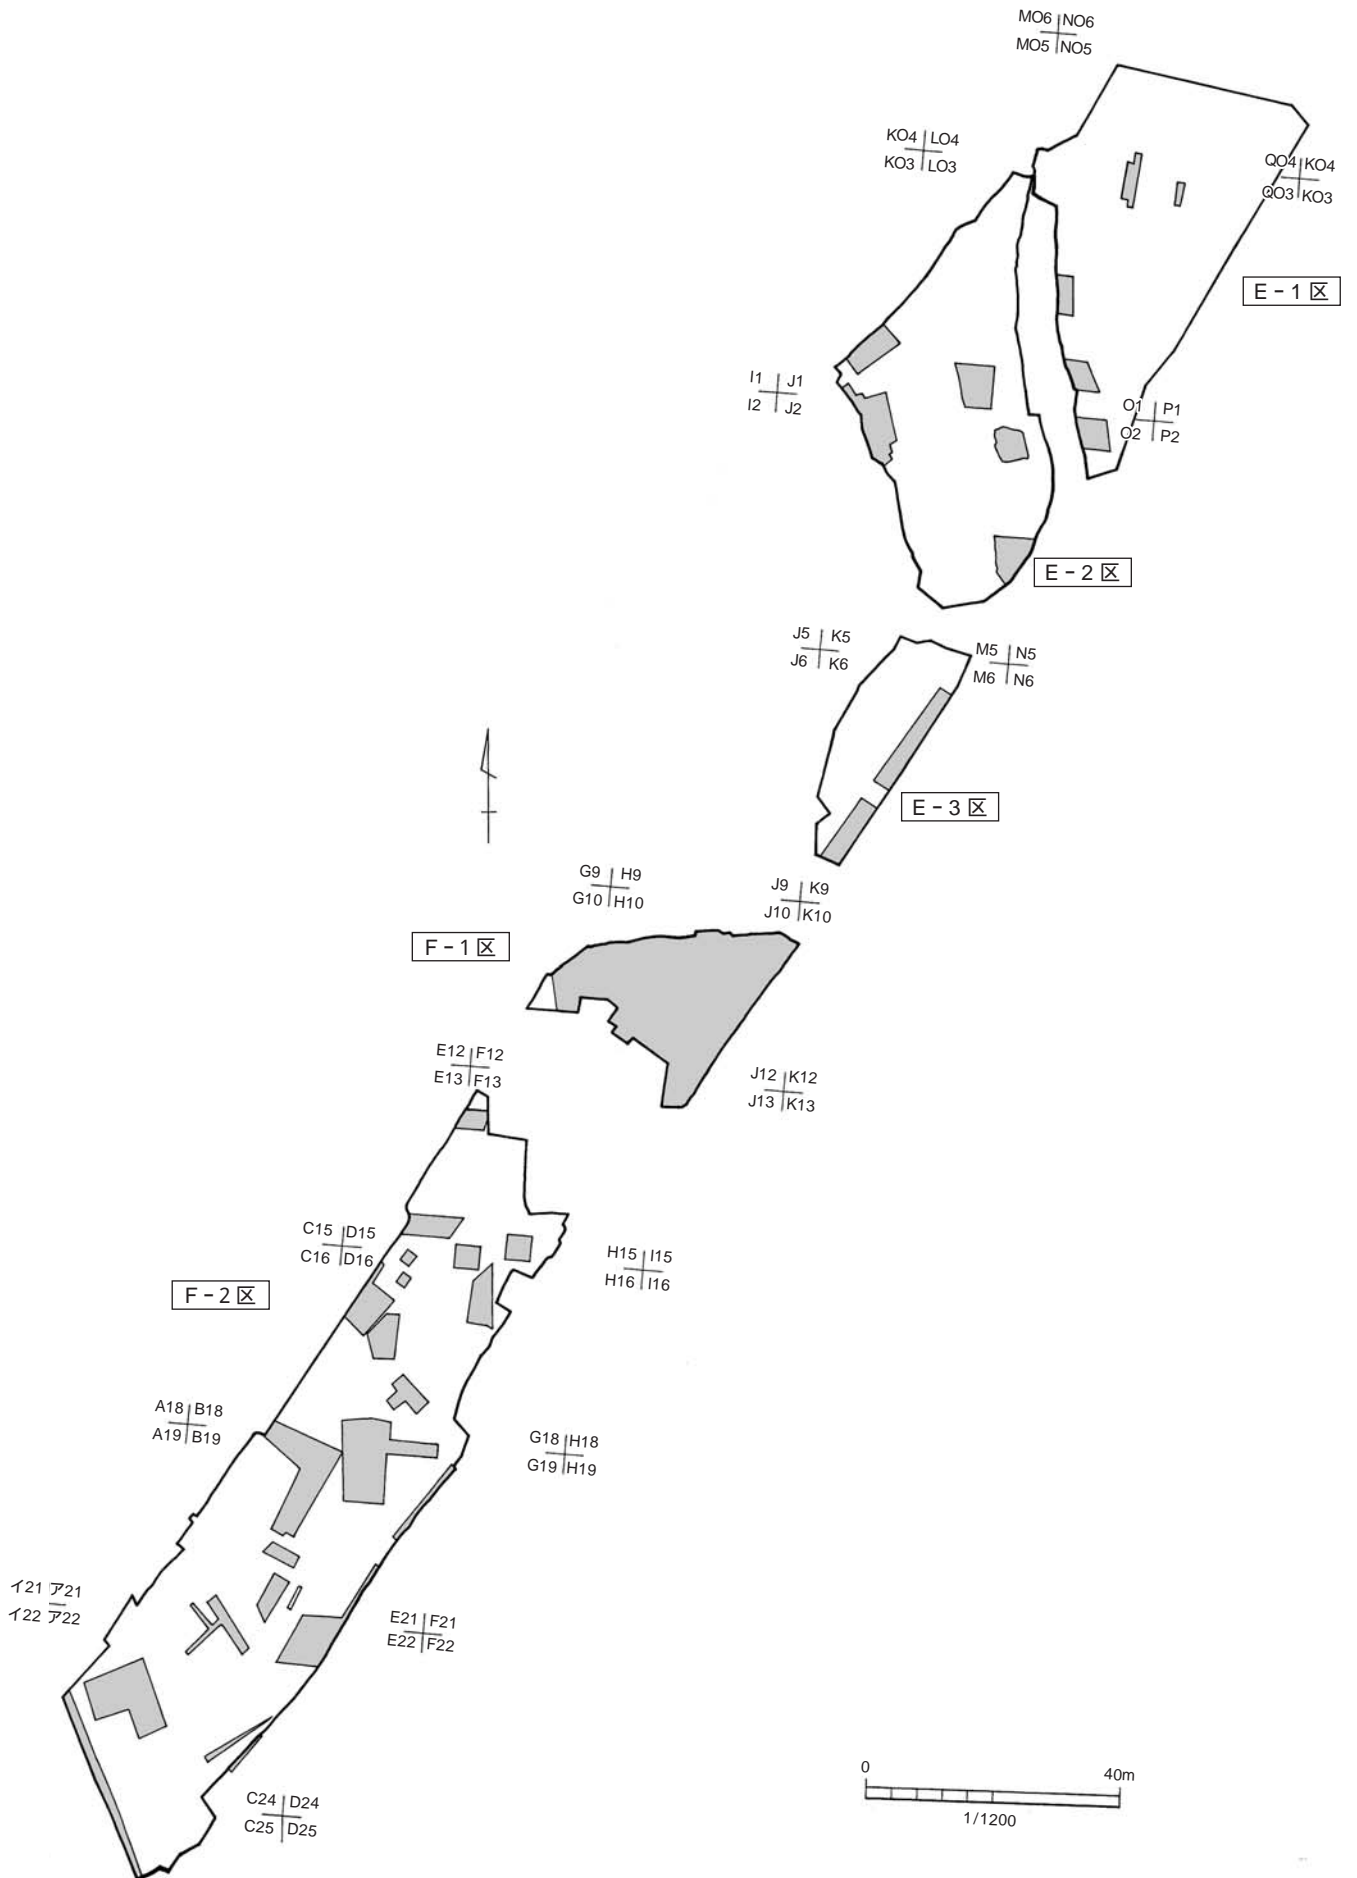 MO6 NO6
MO5 NO5
KO4 LO4
KO3 LO3
QO4 KO4
QO3 KO3
E-1区
I1 J1
I2 J2
O1 P1
O2 P2
E-2区
J5 K5
J6 K6
M5 N5
M6 N6
E-3区
G9 H9
G10 H10
J9 K9
J10 K10
F-1区
E12 F12
E13 F13
J12 K12
J13 K13
C15 D15
C16 D16
H15 I15
H16 I16
F-2区
A18 B18
A19 B19
G18 H18
G19 H19
イ21 ア21
イ22 ア22
E21 F21
E22 F22
C24 D24
C25 D25
0 40m
1/1200